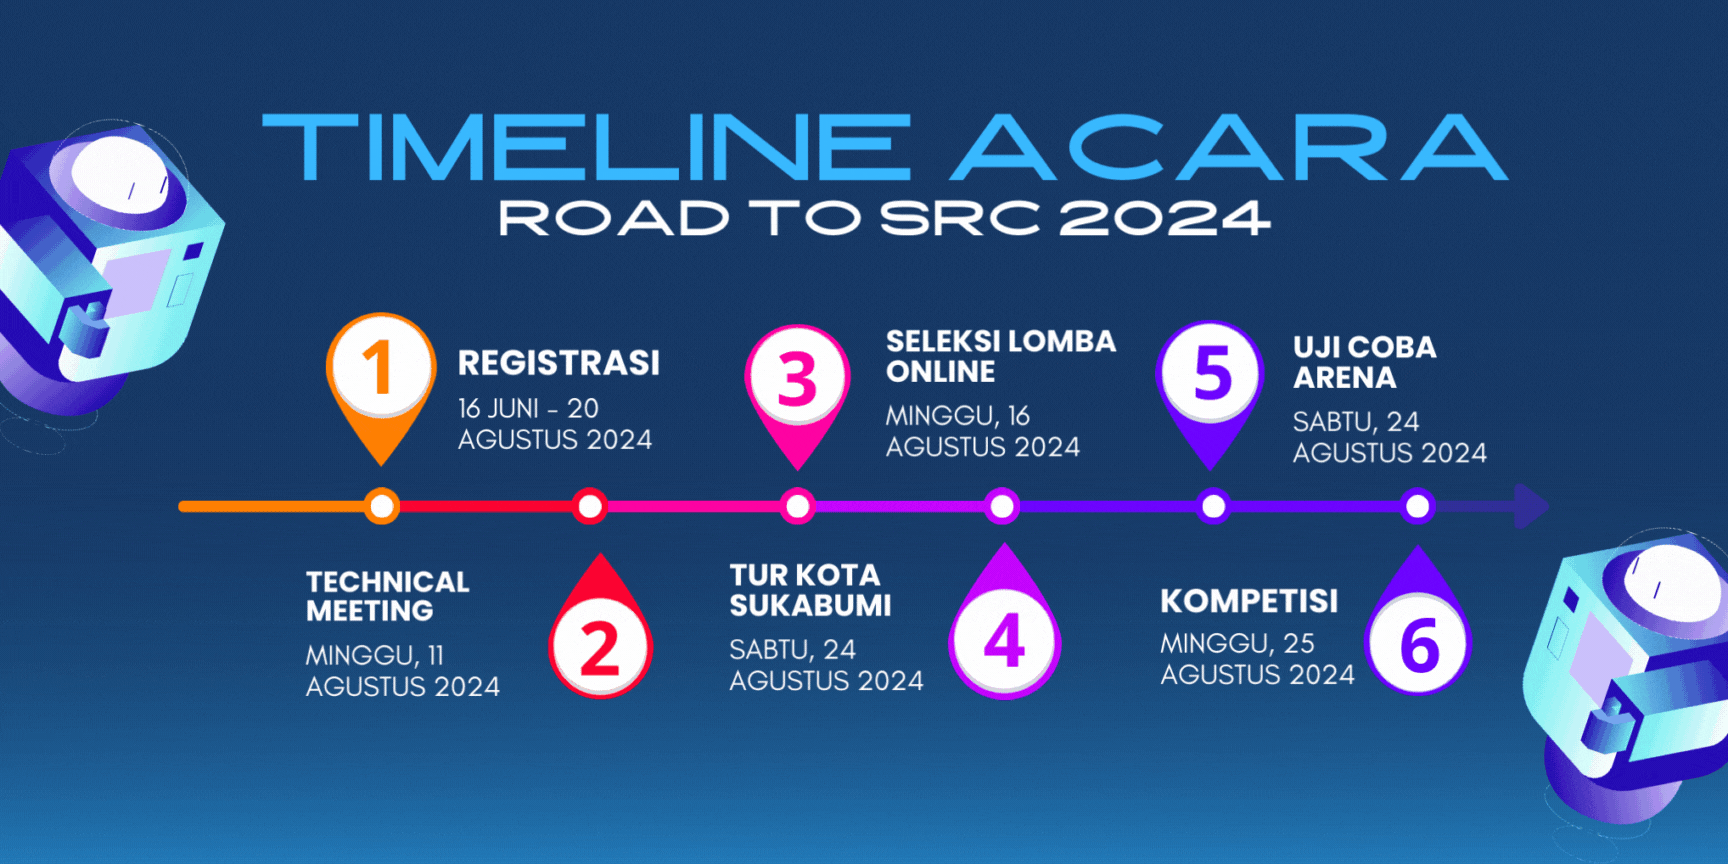 TIMELINE ACARA
ROAD TO SRC 2024
1
REGISTRASI
16 JUNI - 20
AGUSTUS 2024
2
TECHNICAL
MEETING
MINGGU, 11
AGUSTUS 2024
3
SELEKSI LOMBA
ONLINE
MINGGU, 16
AGUSTUS 2024
4
TUR KOTA
SUKABUMI
SABTU, 24
AGUSTUS 2024
5
UJI COBA
ARENA
SABTU, 24
AGUSTUS 2024
6
KOMPETISI
MINGGU, 25
AGUSTUS 2024